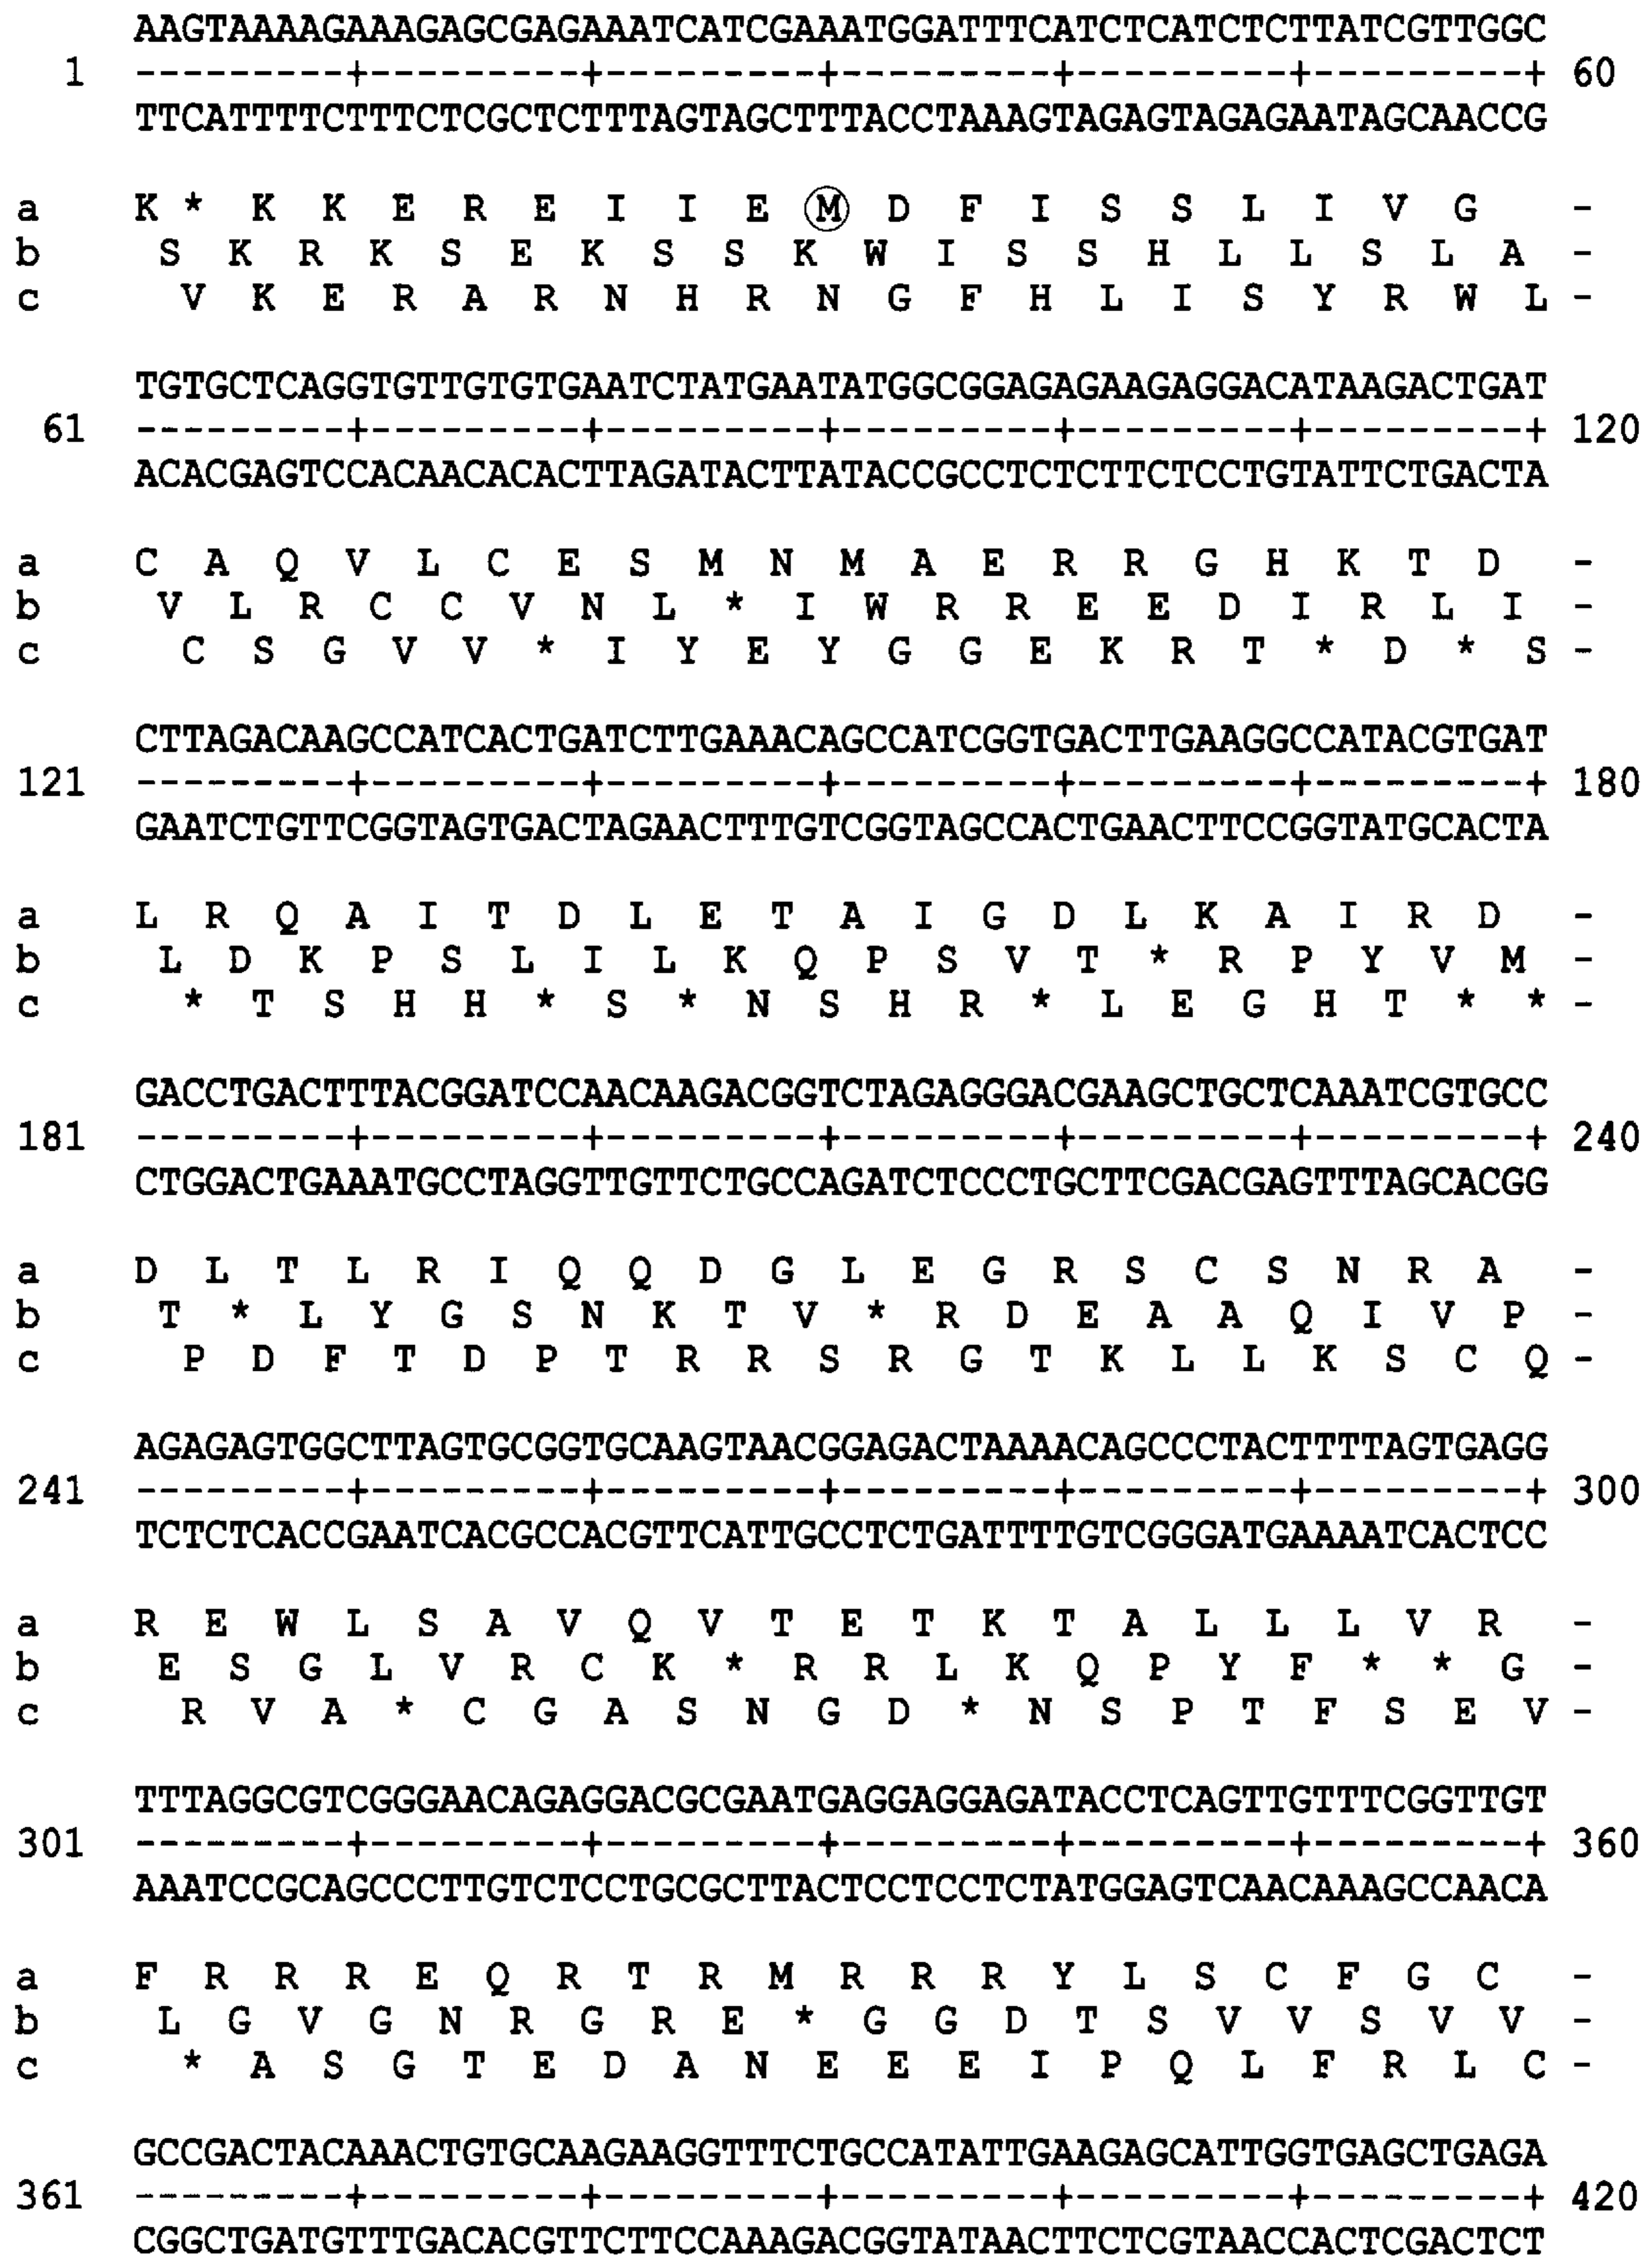 AAGTAAAAGAAAGAGCGAGAAATCATCGAAATGGATTTCATCTCATCTCTTATCGTTGGC
1 ---------+---------+---------+---------+---------+---------+ 60
TTCATTTTCTTTCTCGCTCTTTAGTAGCTTTACCTAAAGTAGAGTAGAGAATAGCAACCG
a K * K K E R E I I E M D F I S S L I V G -
b S K R K S E K S S K W I S S H L L S L A -
c V K E R A R N H R N G F H L I S Y R W L -
TGTGCTCAGGTGTTGTGTGAATCTATGAATATGGCGGAGAGAAGAGGACATAAGACTGAT
61 ---------+---------+---------+---------+---------+---------+ 120
ACACGAGTCCACAACACACTTAGATACTTATACCGCCTCTCTTCTCCTGTATTCTGACTA
a C A Q V L C E S M N M A E R R G H K T D -
b V L R C C V N L * I W R R E E D I R L I -
c C S G V V * I Y E Y G G E K R T * D * S -
CTTAGACAAGCCATCACTGATCTTGAAACAGCCATCGGTGACTTGAAGGCCATACGTGAT
121 ---------+---------+---------+---------+---------+---------+ 180
GAATCTGTTCGGTAGTGACTAGAACTTTGTCGGTAGCCACTGAACTTCCGGTATGCACTA
a L R Q A I T D L E T A I G D L K A I R D -
b L D K P S L I L K Q P S V T * R P Y V M -
c * T S H H * S * N S H R * L E G H T * * -
GACCTGACTTTACGGATCCAACAAGACGGTCTAGAGGGACGAAGCTGCTCAAATCGTGCC
181 ---------+---------+---------+---------+---------+---------+ 240
CTGGACTGAAATGCCTAGGTTGTTCTGCCAGATCTCCCTGCTTCGACGAGTTTAGCACGG
a D L T L R I Q Q D G L E G R S C S N R A -
b T * L Y G S N K T V * R D E A A Q I V P -
c P D F T D P T R R S R G T K L L K S C Q -
AGAGAGTGGCTTAGTGCGGTGCAAGTAACGGAGACTAAAACAGCCCTACTTTTAGTGAGG
241 ---------+---------+---------+---------+---------+---------+ 300
TCTCTCACCGAATCACGCCACGTTCATTGCCTCTGATTTTGTCGGGATGAAAATCACTCC
a R E W L S A V Q V T E T K T A L L L V R -
b E S G L V R C K * R R L K Q P Y F * * G -
c R V A * C G A S N G D * N S P T F S E V -
TTTAGGCGTCGGGAACAGAGGACGCGAATGAGGAGGAGATACCTCAGTTGTTTCGGTTGT
301 ---------+---------+---------+---------+---------+---------+ 360
AAATCCGCAGCCCTTGTCTCCTGCGCTTACTCCTCCTCTATGGAGTCAACAAAGCCAACA
a F R R R E Q R T R M R R R Y L S C F G C -
b L G V G N R G R E * G G D T S V V S V V -
c * A S G T E D A N E E E I P Q L F R L C -
GCCGACTACAAACTGTGCAAGAAGGTTTCTGCCATATTGAAGAGCATTGGTGAGCTGAGA
361 ---------+---------+---------+---------+---------+---------+ 420
CGGCTGATGTTTGACACGTTCTTCCAAAGACGGTATAACTTCTCGTAACCACTCGACTCT